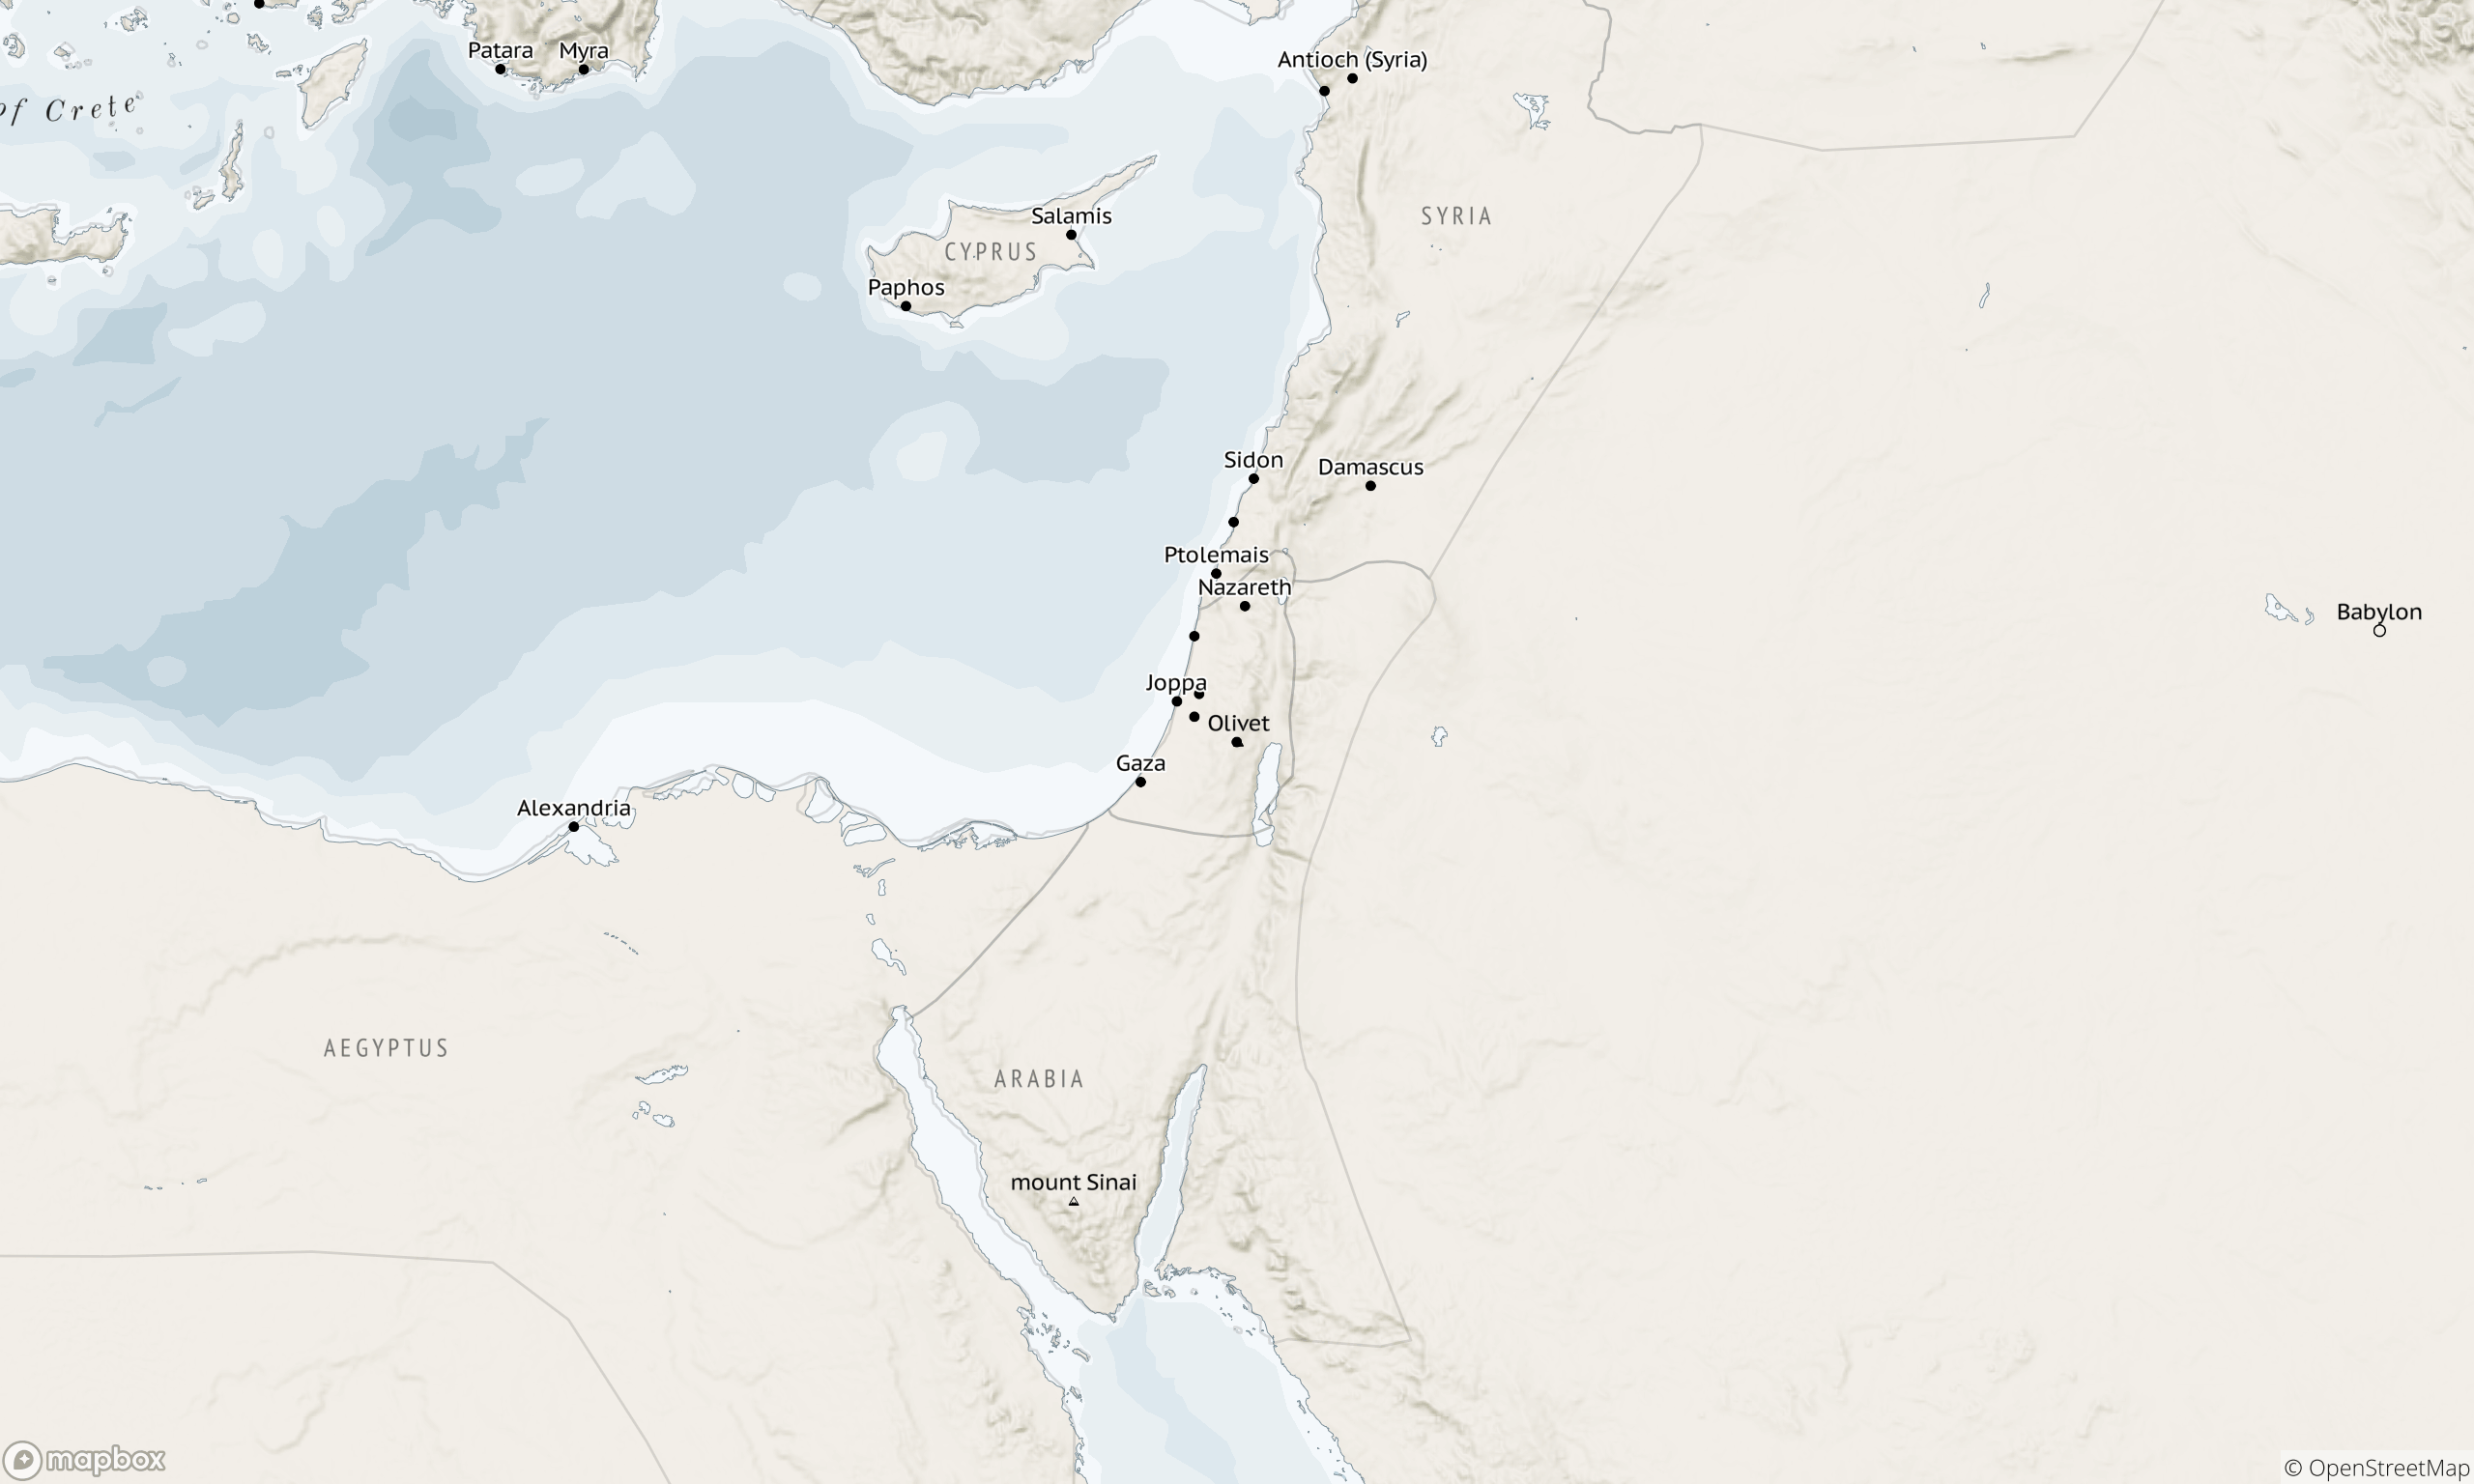 Patara
Myra
Antioch (Syria)
of Crete
Salamis
SYRIA
CYPRUS
Paphos
Sidon
Damascus
Ptolemais
Nazareth
Babylon
Joppa
Olivet
Gaza
Alexandria
AEGYPTUS
ARABIA
mount Sinai
mapbox
© OpenStreetMap